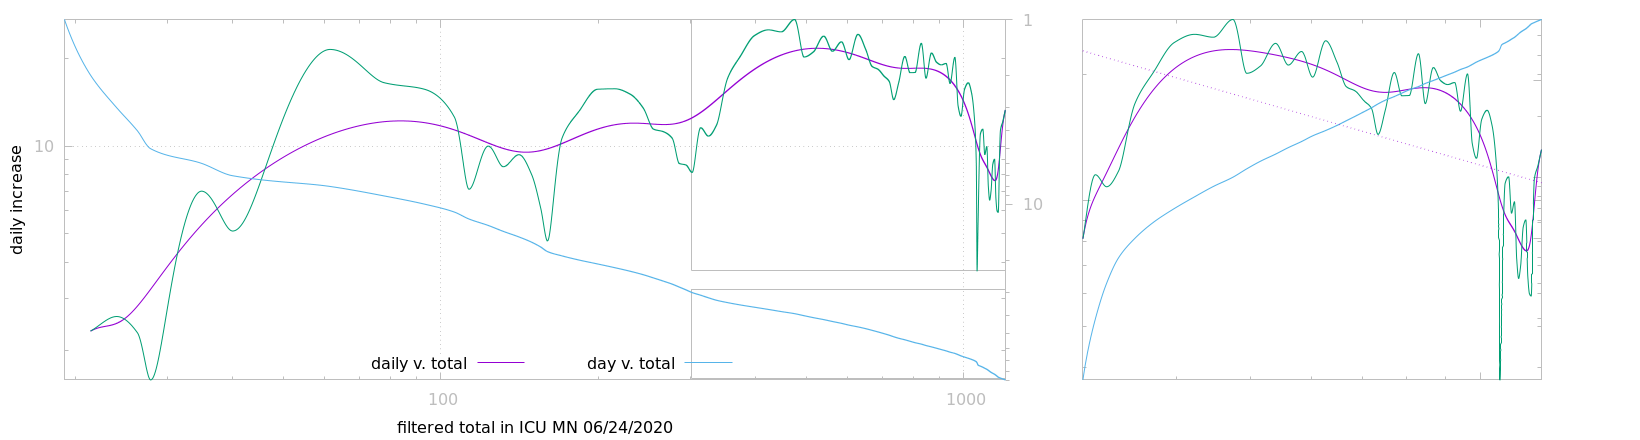 1
10
10
daily increase
daily v. total
day v. total
100
1000
filtered total in ICU MN 06/24/2020